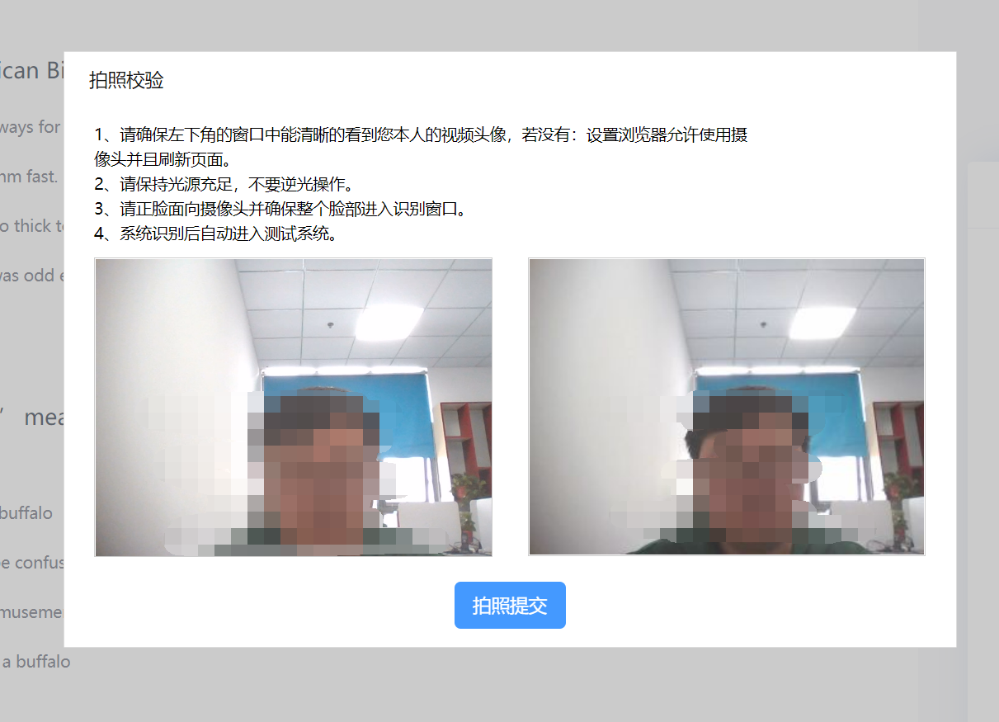 ican Bi
拍照校验
ways for
1、请确保左下角的窗口中能清晰的看到您本人的视频头像，若没有：设置浏览器允许使用摄
像头并且刷新页面。
hm fast.
2、请保持光源充足，不要逆光操作。
3、请正脸面向摄像头并确保整个脸部进入识别窗口。
o thick t
4、系统识别后自动进入测试系统。
was odd e
” mea
buffalo
e confus
musemen
拍照提交
a buffalo